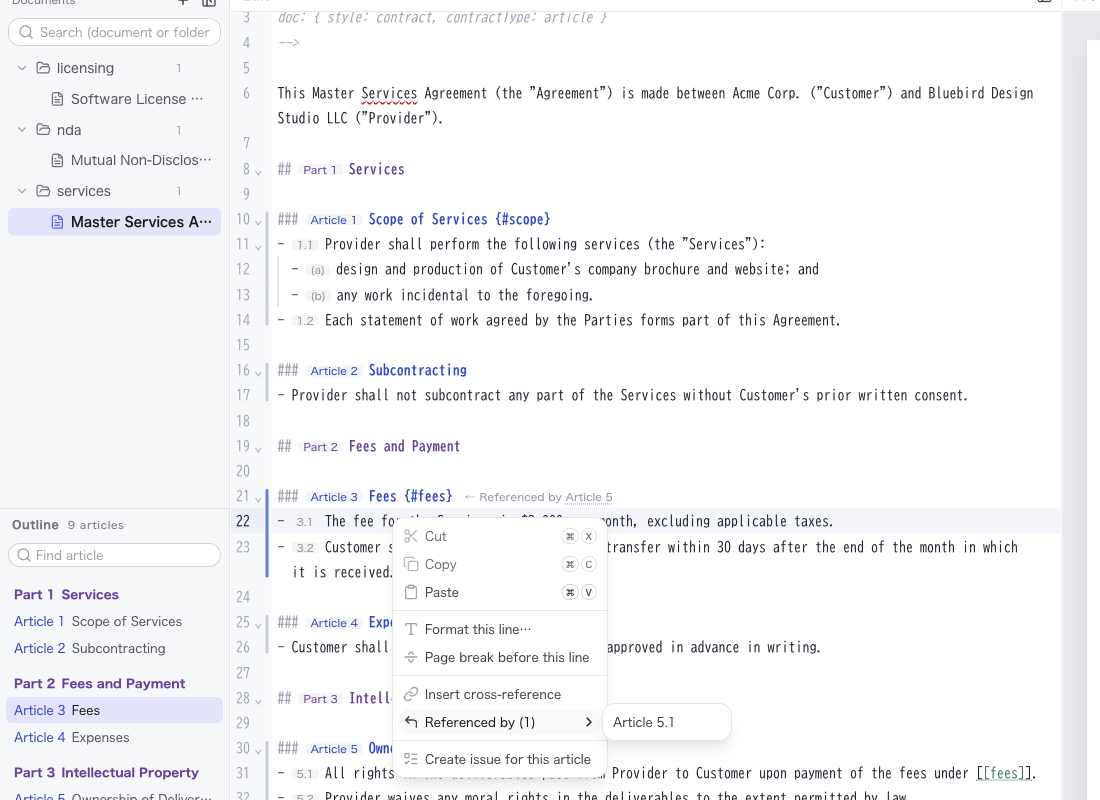 Documents
Search (document or folder
licensing 1
Software License ···
nda 1
Mutual Non-Disclos···
services 1
Master Services A···
Outline 9 articles
Find article
Part 1 Services
Article 1 Scope of Services
Article 2 Subcontracting
Part 2 Fees and Payment
Article 3 Fees
Article 4 Expenses
Part 3 Intellectual Property
Article 5 Ownership of Deliver···
3 doc: { style: contract, contractType: article }
4 -->
5
6 This Master Services Agreement (the "Agreement") is made between Acme Corp. ("Customer") and Bluebird Design
Studio LLC ("Provider").
7
8 ## Part 1 Services
9
10 ### Article 1 Scope of Services {#scope}
11 - 1.1 Provider shall perform the following services (the "Services"):
12 - (a) design and production of Customer's company brochure and website; and
13 - (b) any work incidental to the foregoing.
14 - 1.2 Each statement of work agreed by the Parties forms part of this Agreement.
15
16 ### Article 2 Subcontracting
17 - Provider shall not subcontract any part of the Services without Customer's prior written consent.
18
19 ## Part 2 Fees and Payment
20
21 ### Article 3 Fees {#fees} ← Referenced by Article 5
22 - 3.1 The fee for the Services is month, excluding applicable taxes.
23 - 3.2 Customer transfer within 30 days after the end of the month in which
it is received.
24
25 ### Article 4
26 - Customer shall approved in advance in writing.
27
28 ## Part 3
29
30 ### Article 5
31 - 5.1 All rights from Provider to Customer upon payment of the fees under [[fees]].
32 - 5.2 Provider waives any moral rights in the deliverables to the extent permitted by law.
Cut ⌘ X
Copy ⌘ C
Paste ⌘ V
Format this line···
Page break before this line
Insert cross-reference
Referenced by (1)
Create issue for this article
Article 5.1